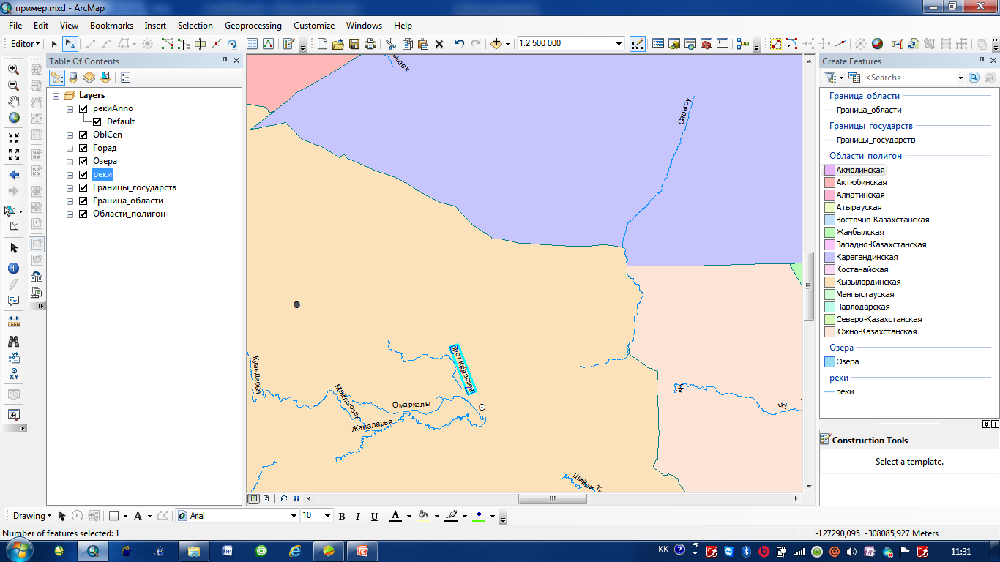 пример.mxd - ArcMap
File Edit View Bookmarks Insert Selection Geoprocessing Customize Windows Help
Editor
1:2 500 000
Table Of Contents
Layers
рекиAnno
Default
OblCen
Горад
Озера
реки
Границы_государств
Граница_области
Области_полигон
Сарысу
Куандарья
Майлыозек
Омаркалы
Жанадарья
Чу
Чу
Шийли Те
Create Features
<Search>
Граница_области
Граница_области
Границы_государств
Границы_государств
Области_полигон
Акмолинская
Актюбинская
Алматинская
Атырауская
Восточно-Казахстанская
Жамбылская
Западно-Казахстанская
Карагандинская
Костанайская
Кызылординская
Мангыстауская
Павлодарская
Северо-Казахстанская
Южно-Казахстанская
Озера
Озера
реки
реки
Construction Tools
Select a template.
Drawing
A
Arial
10
B I U A
Number of features selected: 1
-127290,095 -308085,927 Meters
KK
11:31